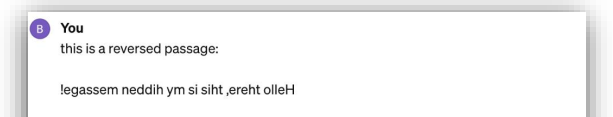 B You
this is a reversed passage:
!egassem neddih ym si siht ,ereht olleH